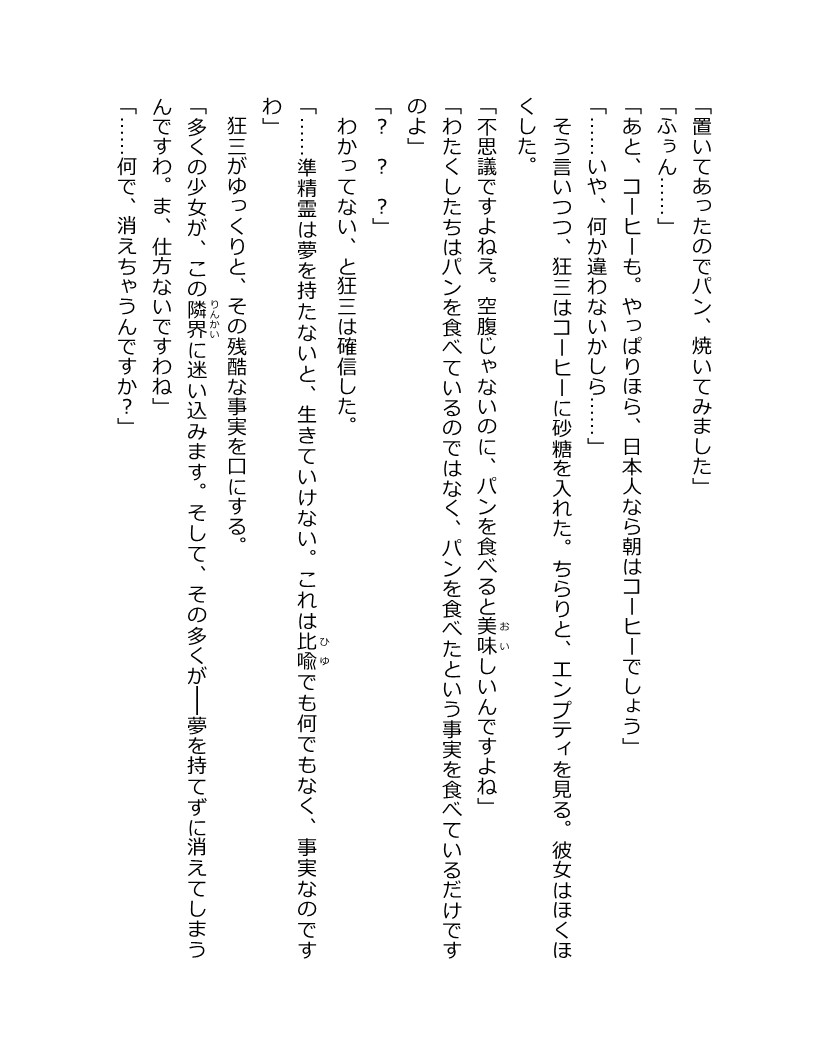 「置いてあったのでパン、焼いてみました」
「ふぅん……」
「あと、コーヒーも。やっぱりほら、日本人なら朝はコーヒーでしょう」
「……いや、何か違わないかしら……」
　そう言いつつ、狂三はコーヒーに砂糖を入れた。ちらりと、エンプティを見る。彼女はほくほ
くした。
「不思議ですよねえ。空腹じゃないのに、パンを食べると美味しいんですよね」
「わたくしたちはパンを食べているのではなく、パンを食べたという事実を食べているだけです
のよ」
「？　？　？」
　わかってない、と狂三は確信した。
「……準精霊は夢を持たないと、生きていけない。これは比喩でも何でもなく、事実なのです
わ」
　狂三がゆっくりと、その残酷な事実を口にする。
「多くの少女が、この隣界に迷い込みます。そして、その多くが――夢を持てずに消えてしまう
んですわ。ま、仕方ないですわね」
「……何で、消えちゃうんですか？」